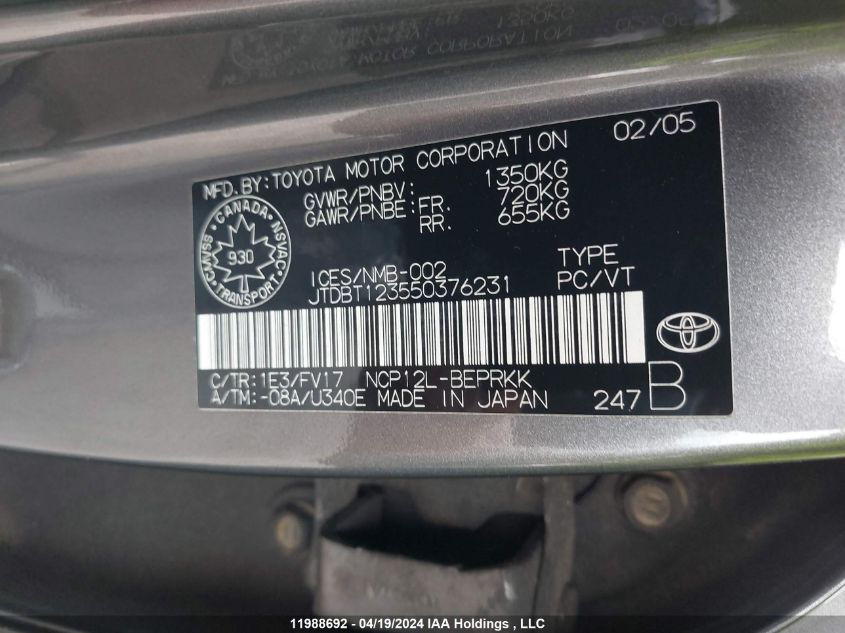 MFD. BY: TOYOTA MOTOR CORPORATION 02/05
GVWR/PNBV: 1350KG
GAWR/PNBE: FR. 720KG
RR. 655KG
CANADA
CMVSS NSVAC
930
TRANSPORT
ICES/NMB-002 TYPE
JTDBT123550376231 PC/VT
C/TR: 1E3/FV17 NCP12L-BEPRKK
A/TM: -08A/U340E MADE IN JAPAN 247 B
11988692 - 04/19/2024 IAA Holdings , LLC